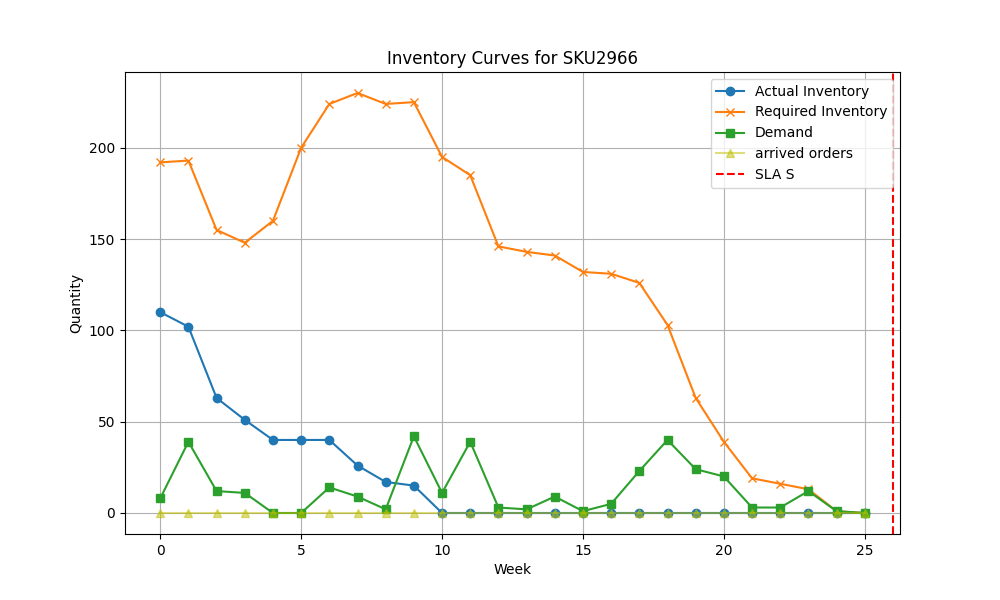 Inventory Curves for SKU2966
Actual Inventory
Required Inventory
Demand
arrived orders
SLA S
Quantity
200
150
100
50
0
0 5 10 15 20 25
Week